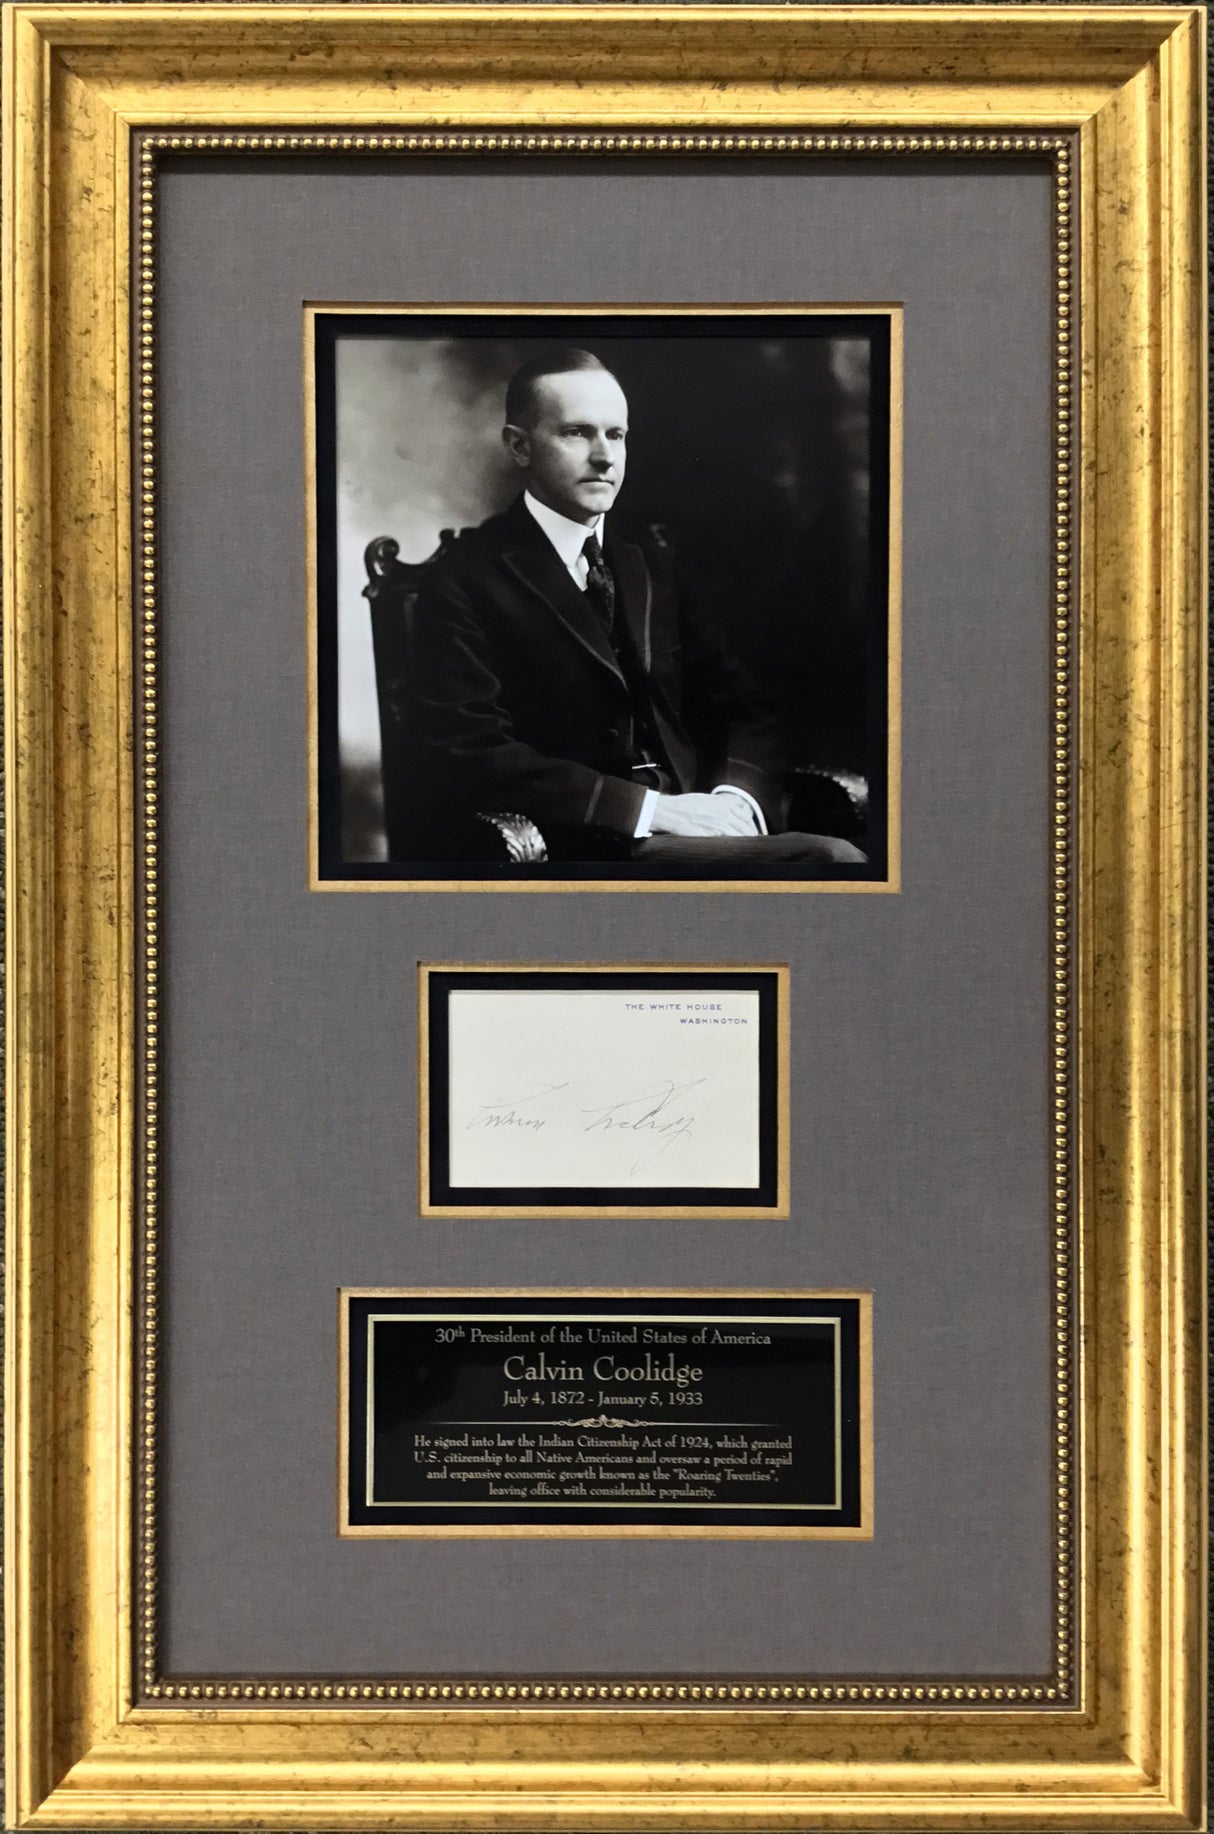 THE WHITE HOUSE
WASHINGTON
Calvin Coolidge
30th President of the United States of America
Calvin Coolidge
July 4, 1872 - January 5, 1933
He signed into law the Indian Citizenship Act of 1924, which granted
U.S. citizenship to all Native Americans and oversaw a period of rapid
and expansive economic growth known as the "Roaring Twenties",
leaving office with considerable popularity.